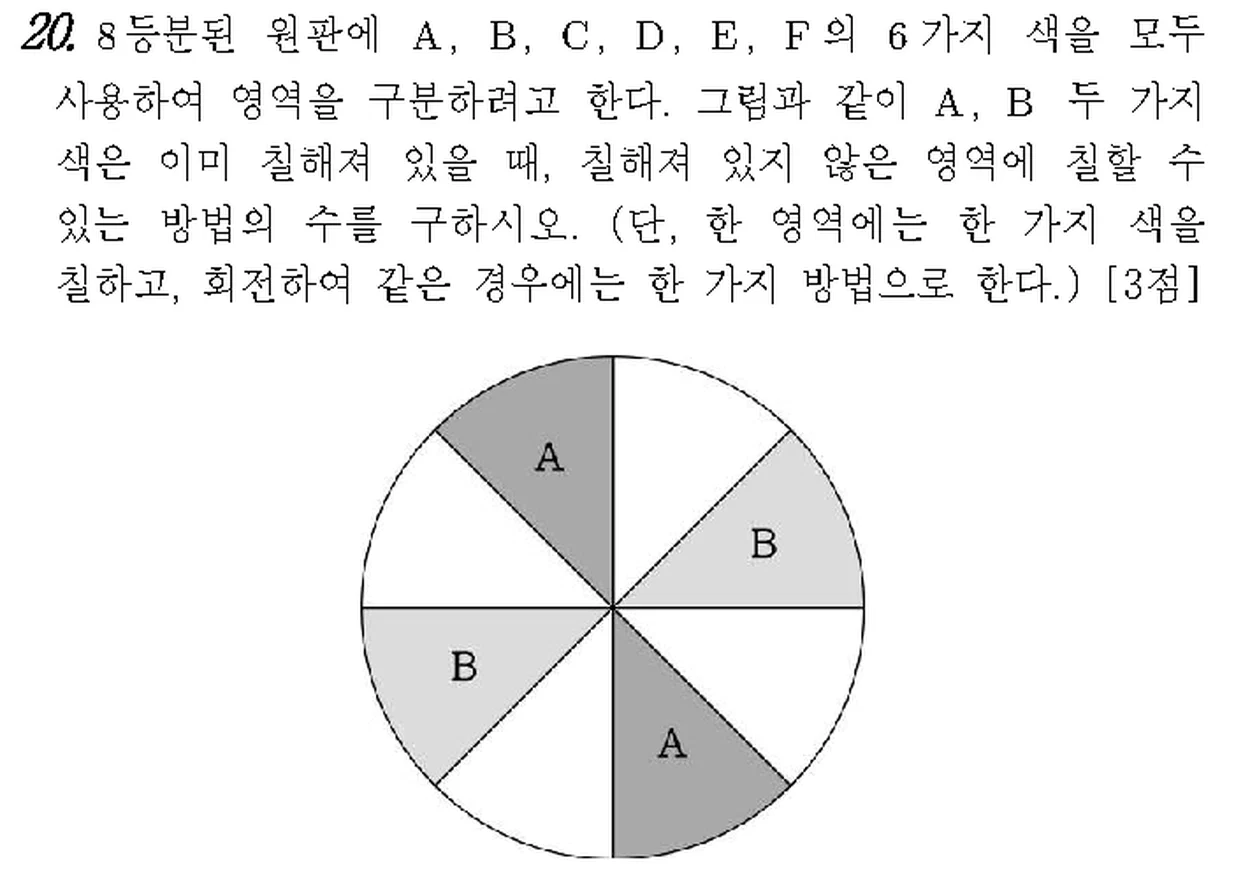 20. 8등분된 원판에 A, B, C, D, E, F의 6가지 색을 모두
사용하여 영역을 구분하려고 한다. 그림과 같이 A, B 두 가지
색은 이미 칠해져 있을 때, 칠해져 있지 않은 영역에 칠할 수
있는 방법의 수를 구하시오. (단, 한 영역에는 한 가지 색을
칠하고, 회전하여 같은 경우에는 한 가지 방법으로 한다.) [3점]
A
B
B
A